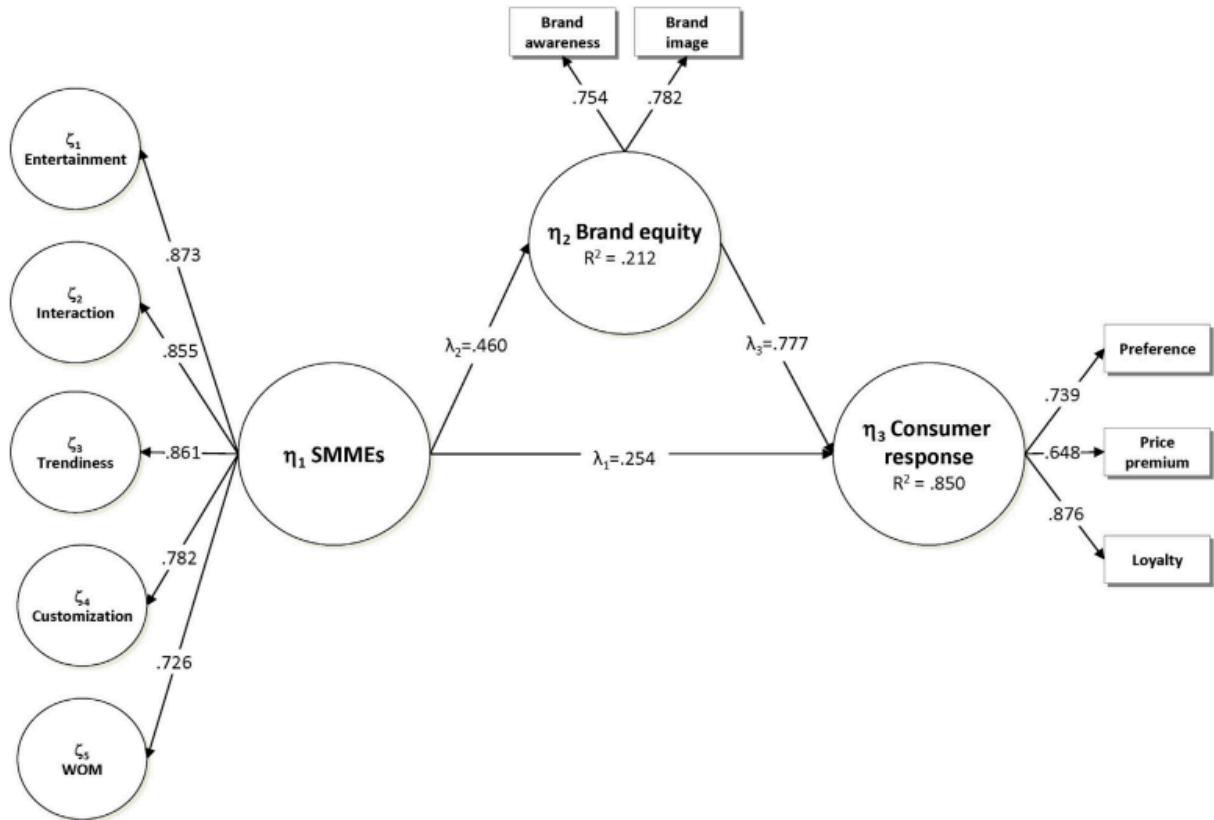 Brand
awareness
Brand
image
.754
.782
ζ₁
Entertainment
.873
η₂ Brand equity
R² = .212
ζ₂
Interaction
.855
λ₂=.460
λ₃=.777
Preference
.739
ζ₃
Trendiness
.861
η₁ SMMEs
λ₁=.254
η₃ Consumer
response
R² = .850
.648
Price
premium
.876
Loyalty
.782
ζ₄
Customization
.726
ζ₅
WOM